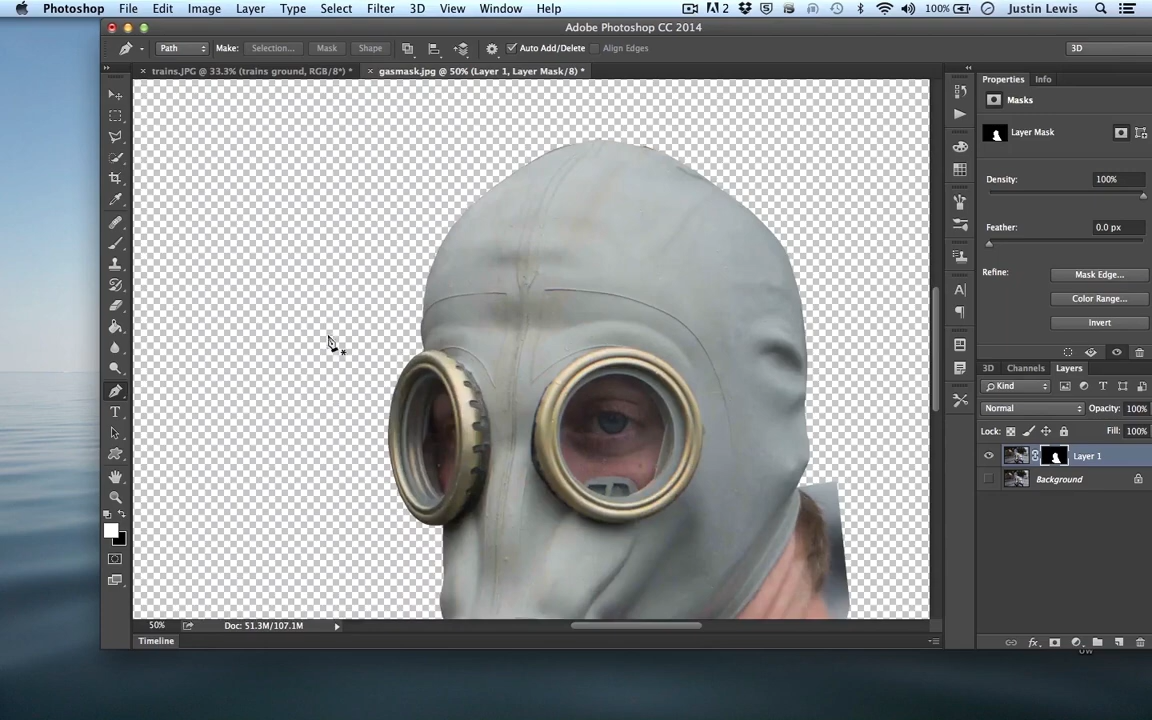 Photoshop File Edit Image Layer Type Select Filter 3D View Window Help 2 100% Justin Lewis
Adobe Photoshop CC 2014
Path Make: Selection... Mask Shape Auto Add/Delete Align Edges 3D
trains.JPG @ 33.3% (trains ground, RGB/8*) * gasmask.jpg @ 50% (Layer 1, Layer Mask/8) *
Properties Info
Masks
Layer Mask
Density: 100%
Feather: 0.0 px
Refine: Mask Edge...
Color Range...
Invert
3D Channels Layers
Kind
Normal Opacity: 100%
Lock: Fill: 100%
Layer 1
Background
50% Doc: 51.3M/107.1M
Timeline